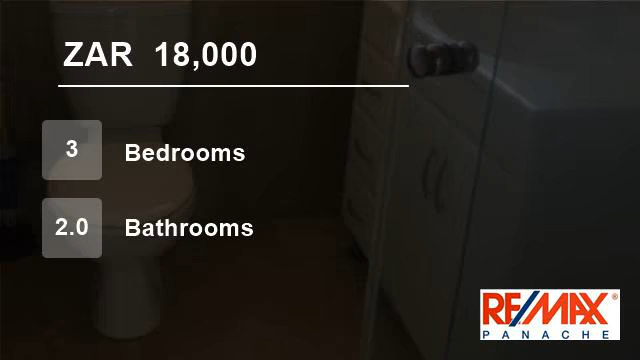 ZAR 18,000
3 Bedrooms
2.0 Bathrooms
RE/MAX®
PANACHE